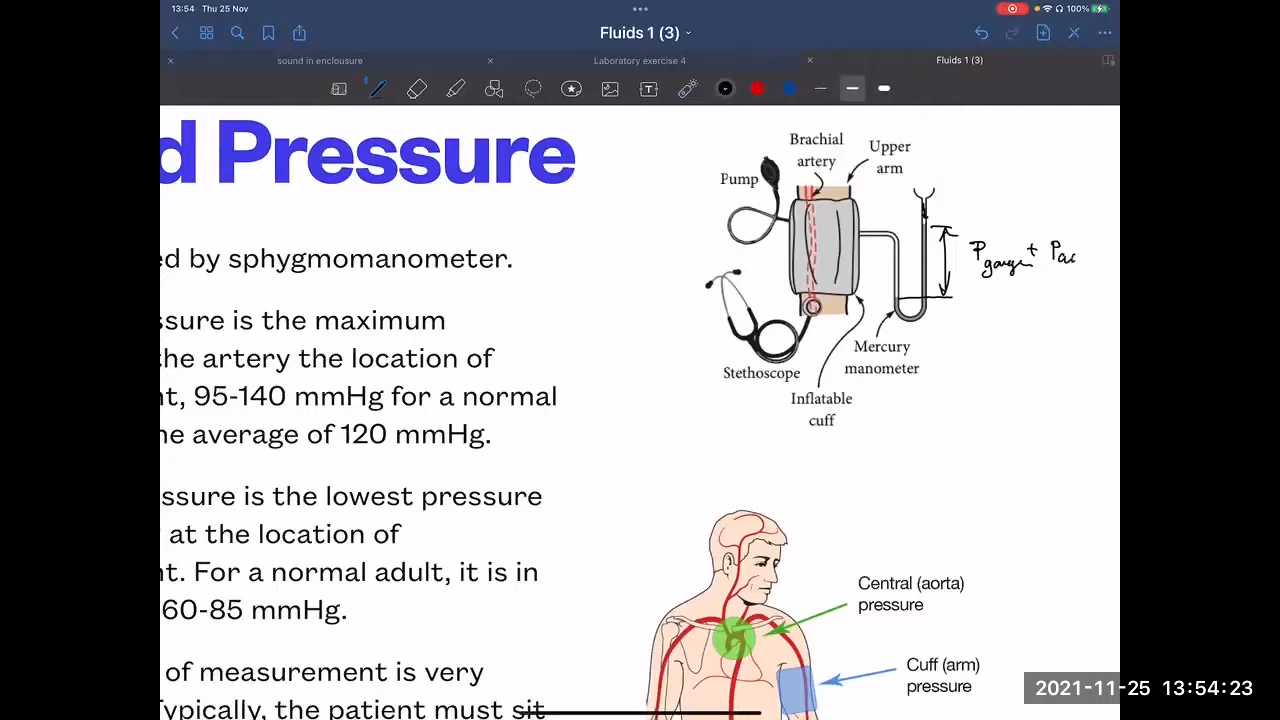 13:54 Thu 25 Nov
100%
Fluids 1 (3)
sound in enclousure
Laboratory exercise 4
Fluids 1 (3)
d Pressure
ed by sphygmomanometer.
ssure is the maximum
he artery the location of
nt, 95-140 mmHg for a normal
ne average of 120 mmHg.
ssure is the lowest pressure
at the location of
nt. For a normal adult, it is in
60-85 mmHg.
of measurement is very
Typically, the patient must sit
Brachial
artery
Upper
arm
Pump
P gauge +
Mercury
manometer
Stethoscope
Inflatable
cuff
Central (aorta)
pressure
Cuff (arm)
pressure
2021-11-25 13:54:23